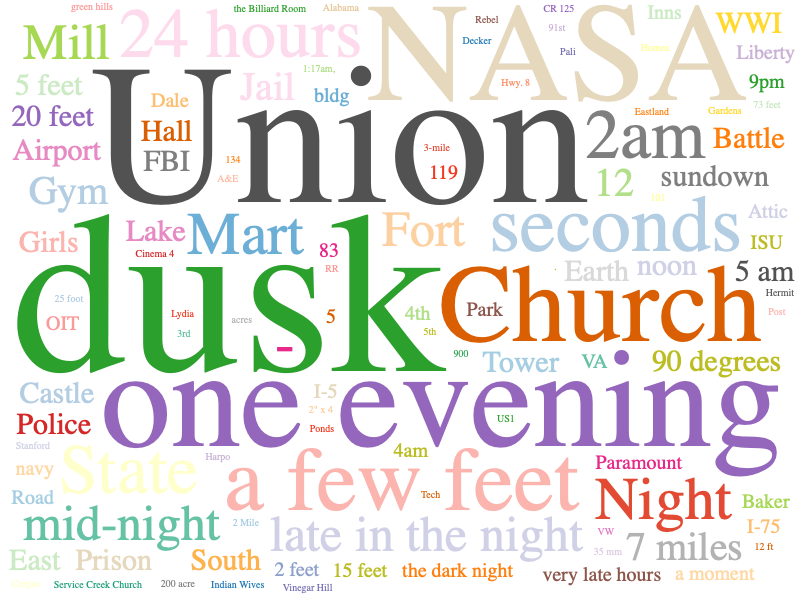 green hills
the Billiard Room
Alabama
Rebel
CR 125
Inns
WWI
Mill
24 hours
NASA
91st
Decker
Pali
Homes
Liberty
5 feet
Jail
1:17am,
bldg
Hwy. 8
9pm
Dale
73 feet
20 feet
Hall
Union
Eastland
Gardens
2am
Battle
Airport
FBI
134
3-mile
A&E
119
12
sundown
Gym
Lake
Mart
Fort
seconds
Attic
Girls
Cinema 4
83
RR
ISU
dusk
Earth
noon
5 am
Church
Hermit
25 foot
OIT
Lydia
3rd
acres
5
4th
5th
Park
Post
900
Tower
VA
90 degrees
Castle
one evening
I-5
2" x 4
Police
Ponds
US1
Stanford
Harpo
4am
navy
State
a few feet
Paramount
Road
Tech
Night
Baker
mid-night
2 Mile
late in the night
VW
I-75
35 mm
7 miles
12 ft
East
Prison
South
2 feet
15 feet
the dark night
very late hours
a moment
Service Creek Church
200 acre
Indian Wives
Vinegar Hill